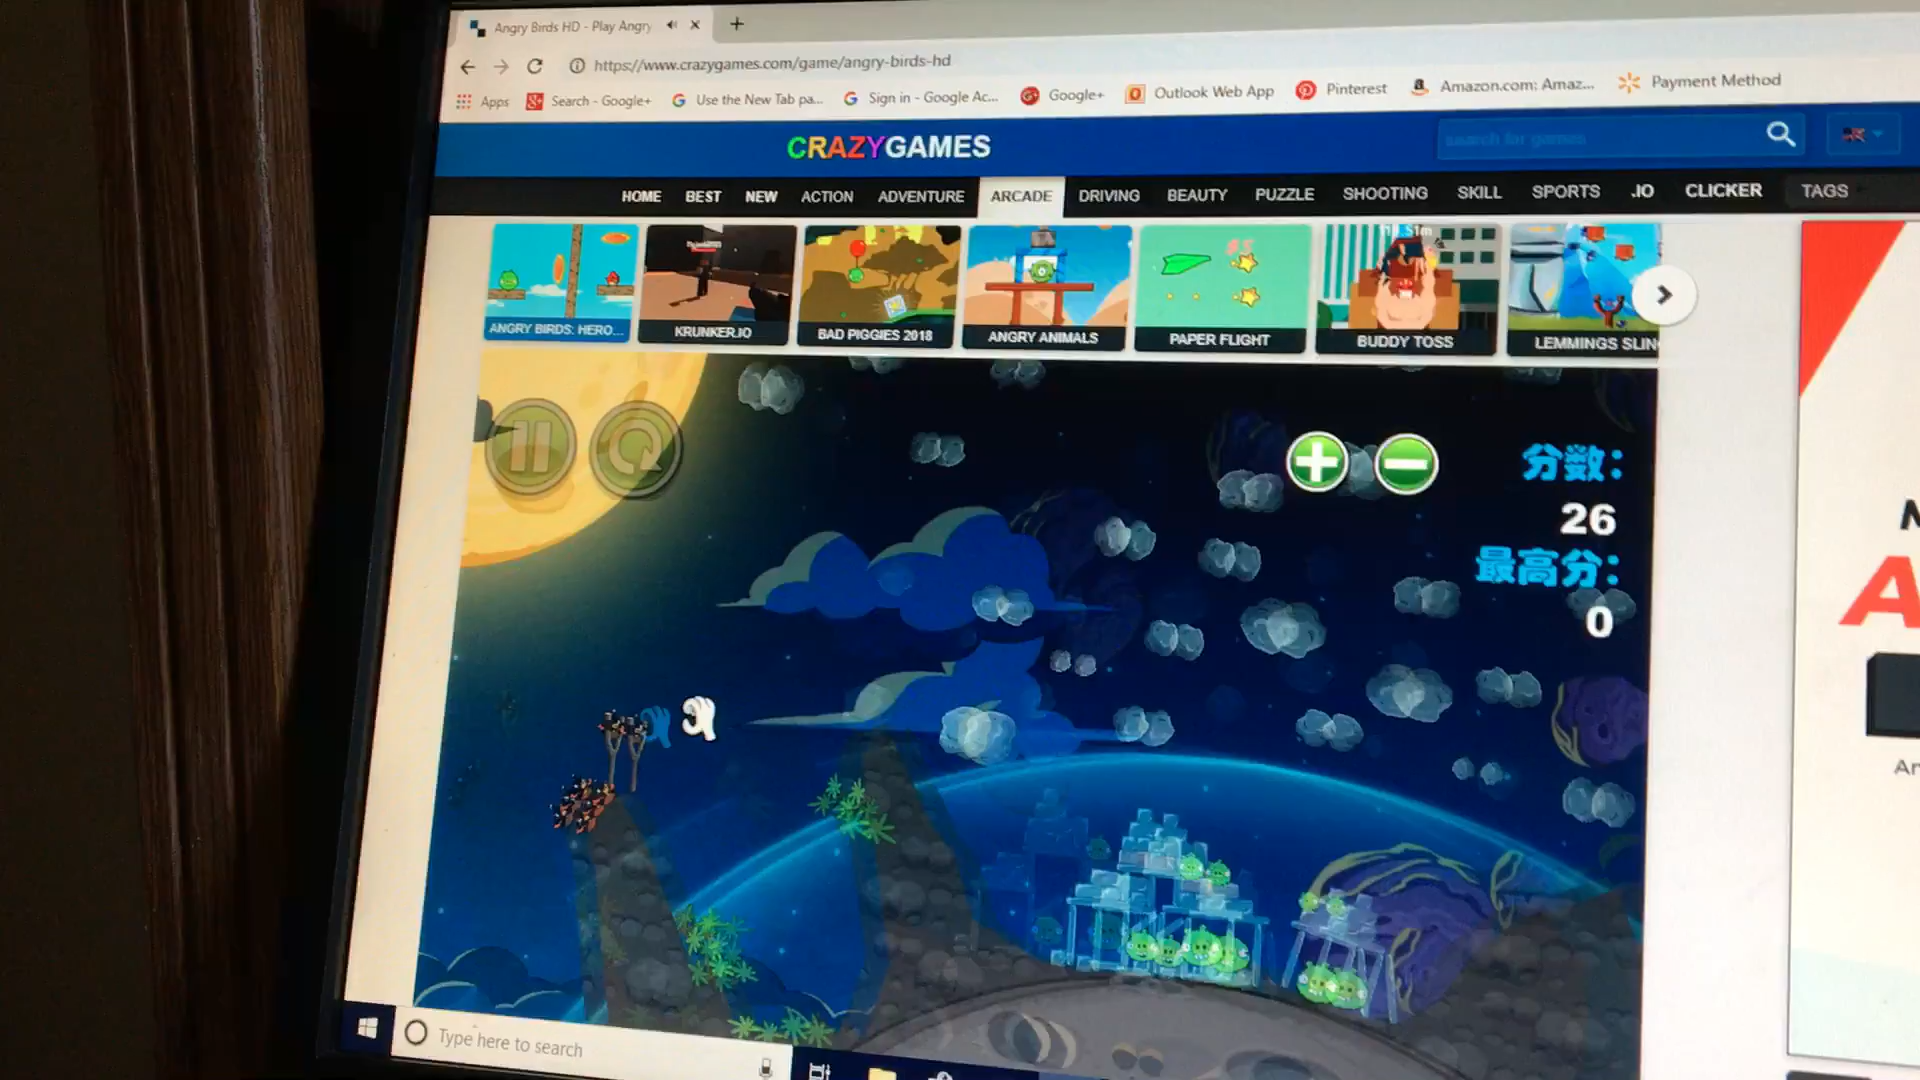 Angry Birds HD - Play Angry
https://www.crazygames.com/game/angry-birds-hd
Apps Search - Google+ Use the New Tab pa... Sign in - Google Ac... Google+ Outlook Web App Pinterest Amazon.com: Amaz... Payment Method
CRAZYGAMES
search for games
HOME BEST NEW ACTION ADVENTURE ARCADE DRIVING BEAUTY PUZZLE SHOOTING SKILL SPORTS .IO CLICKER TAGS
ANGRY BIRDS: HERO... KRUNKER.IO BAD PIGGIES 2018 ANGRY ANIMALS PAPER FLIGHT BUDDY TOSS LEMMINGS SLIN
分数:
26
最高分:
0
A
Ar
Type here to search